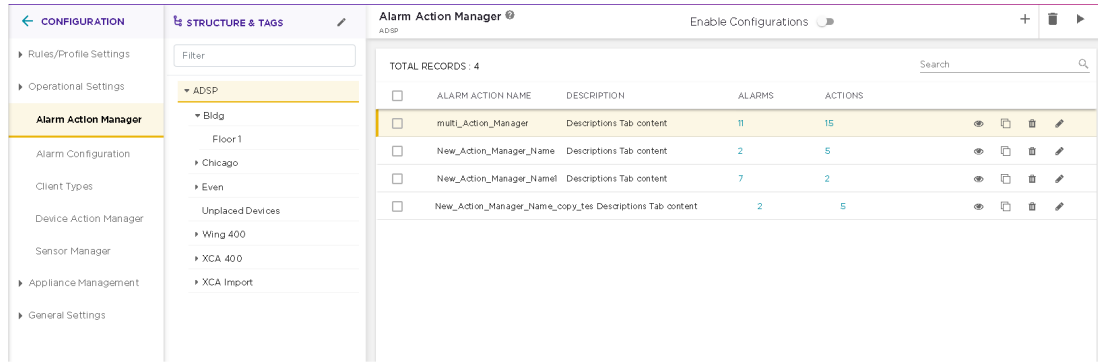 CONFIGURATION
Rules/Profile Settings
Operational Settings
Alarm Action Manager
Alarm Configuration
Client Types
Device Action Manager
Sensor Manager
Appliance Management
General Settings
STRUCTURE & TAGS
Filter
ADSP
Bldg
Floor 1
Chicago
Even
Unplaced Devices
Wing 400
XCA 400
XCA Import
Alarm Action Manager
ADSP
Enable Configurations
TOTAL RECORDS : 4
Search
ALARM ACTION NAME DESCRIPTION ALARMS ACTIONS
multi_Action_Manager Descriptions Tab content 11 15
New_Action_Manager_Name Descriptions Tab content 2 5
New_Action_Manager_Name1 Descriptions Tab content 7 2
New_Action_Manager_Name_copy_tes Descriptions Tab content 2 5